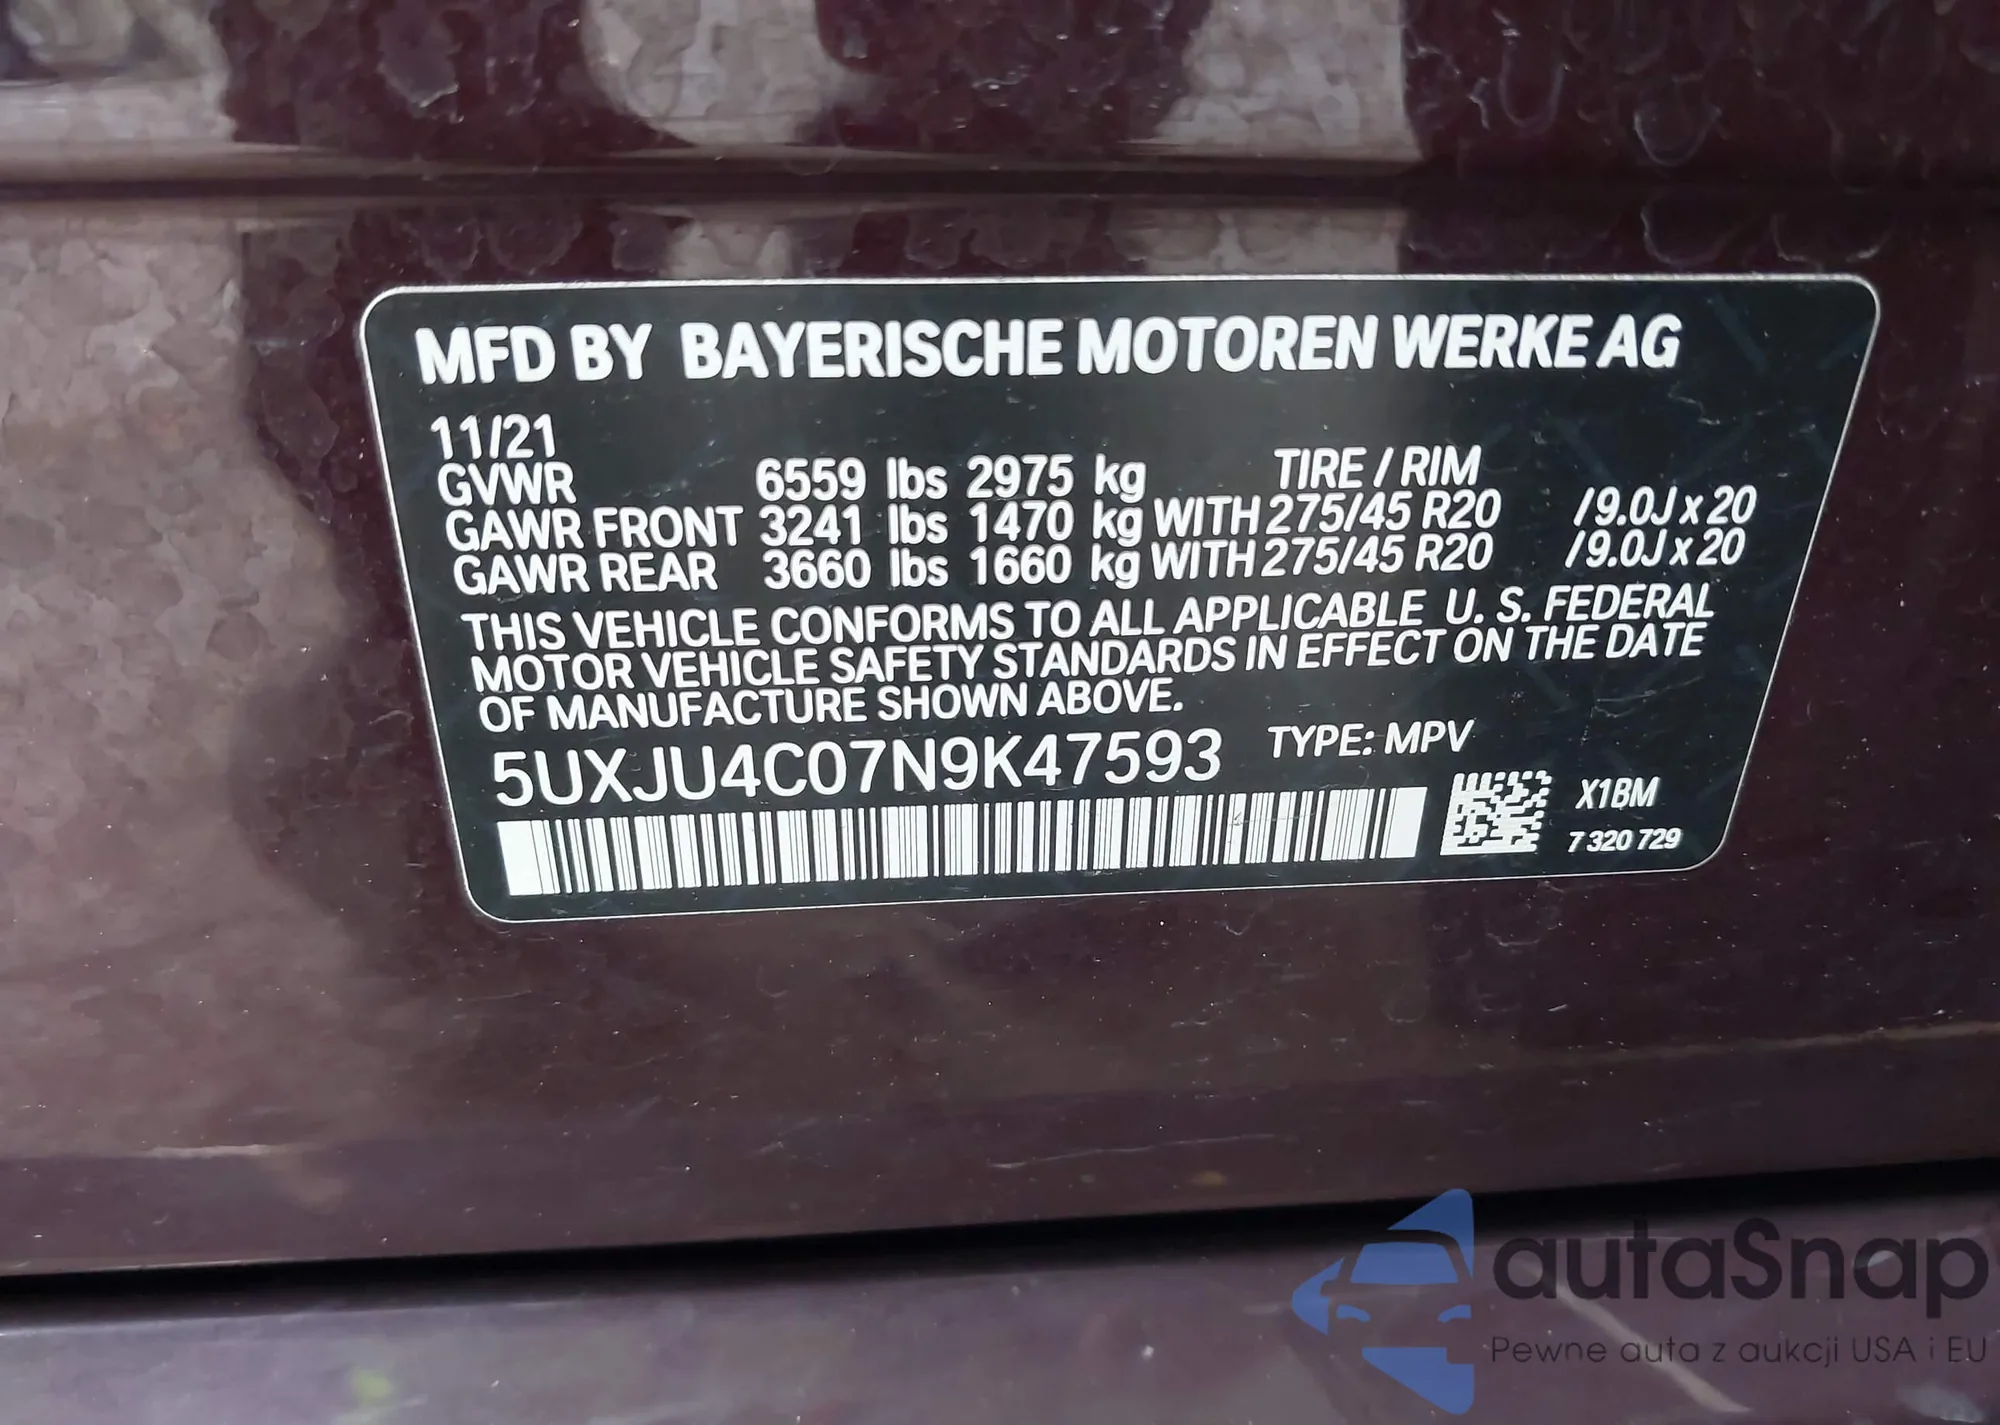 MFD BY BAYERISCHE MOTOREN WERKE AG
11/21
GVWR 6559 lbs 2975 kg TIRE / RIM
GAWR FRONT 3241 lbs 1470 kg WITH 275/45 R20 /9.0J x 20
GAWR REAR 3660 lbs 1660 kg WITH 275/45 R20 /9.0J x 20
THIS VEHICLE CONFORMS TO ALL APPLICABLE U. S. FEDERAL
MOTOR VEHICLE SAFETY STANDARDS IN EFFECT ON THE DATE
OF MANUFACTURE SHOWN ABOVE.
5UXJU4C07N9K47593 TYPE: MPV
X1BM
7 320 729
autaSnap
Pewne auta z aukcji USA i EU